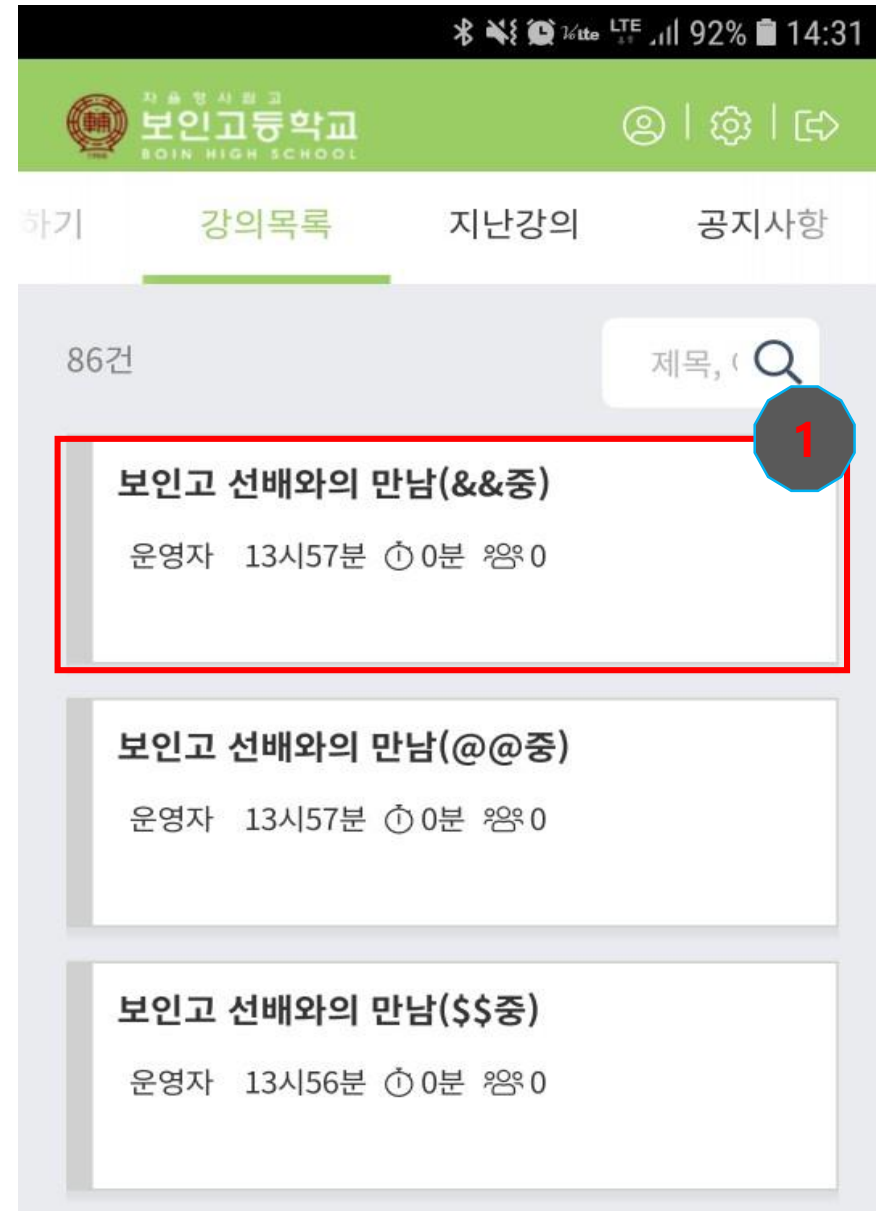 LTE 92% 14:31
자율형사립고
보인고등학교
BOIN HIGH SCHOOL
하기 강의목록 지난강의 공지사항
86건 제목,
1
보인고 선배와의 만남(&&중)
운영자 13시57분 0분 0
보인고 선배와의 만남(@@중)
운영자 13시57분 0분 0
보인고 선배와의 만남($$중)
운영자 13시56분 0분 0